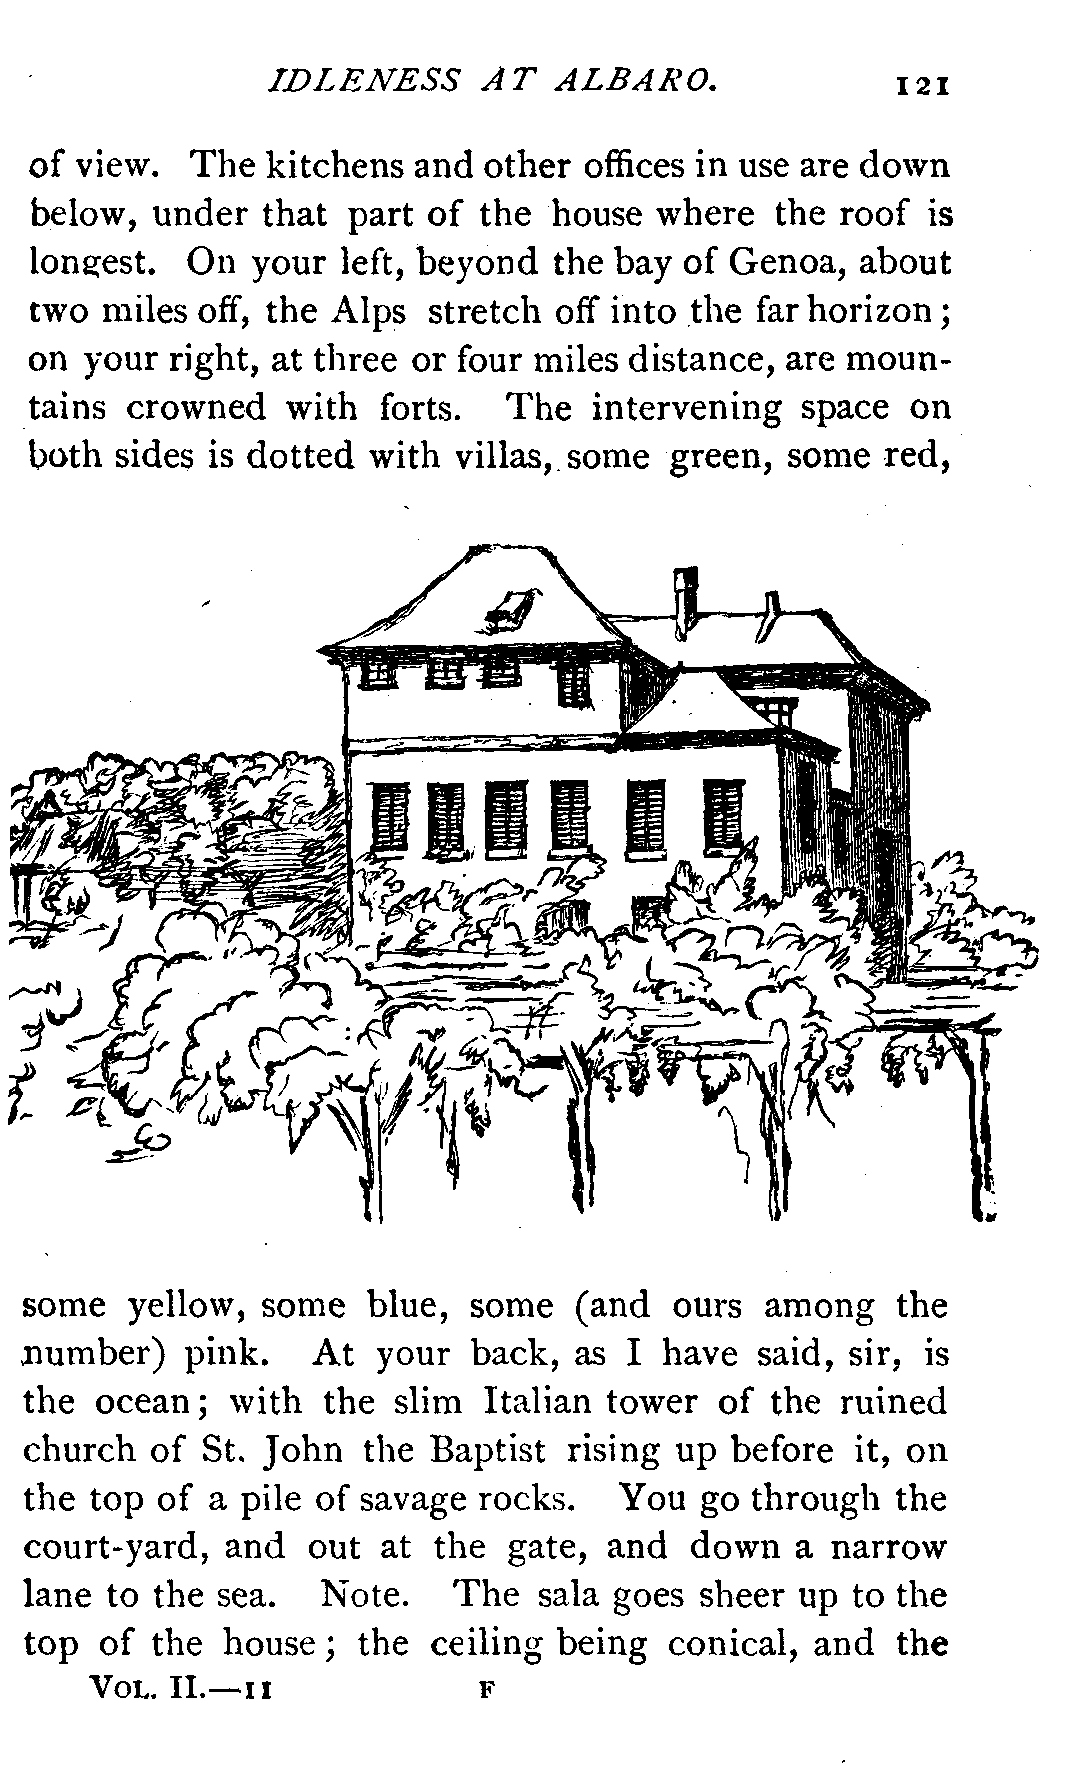 IDLENESS AT ALBARO. 121
of view. The kitchens and other offices in use are down
below, under that part of the house where the roof is
longest. On your left, beyond the bay of Genoa, about
two miles off, the Alps stretch off into the far horizon;
on your right, at three or four miles distance, are moun-
tains crowned with forts. The intervening space on
both sides is dotted with villas, some green, some red,
some yellow, some blue, some (and ours among the
number) pink. At your back, as I have said, sir, is
the ocean; with the slim Italian tower of the ruined
church of St. John the Baptist rising up before it, on
the top of a pile of savage rocks. You go through the
court-yard, and out at the gate, and down a narrow
lane to the sea. Note. The sala goes sheer up to the
top of the house; the ceiling being conical, and the
VOL. II.—11 F